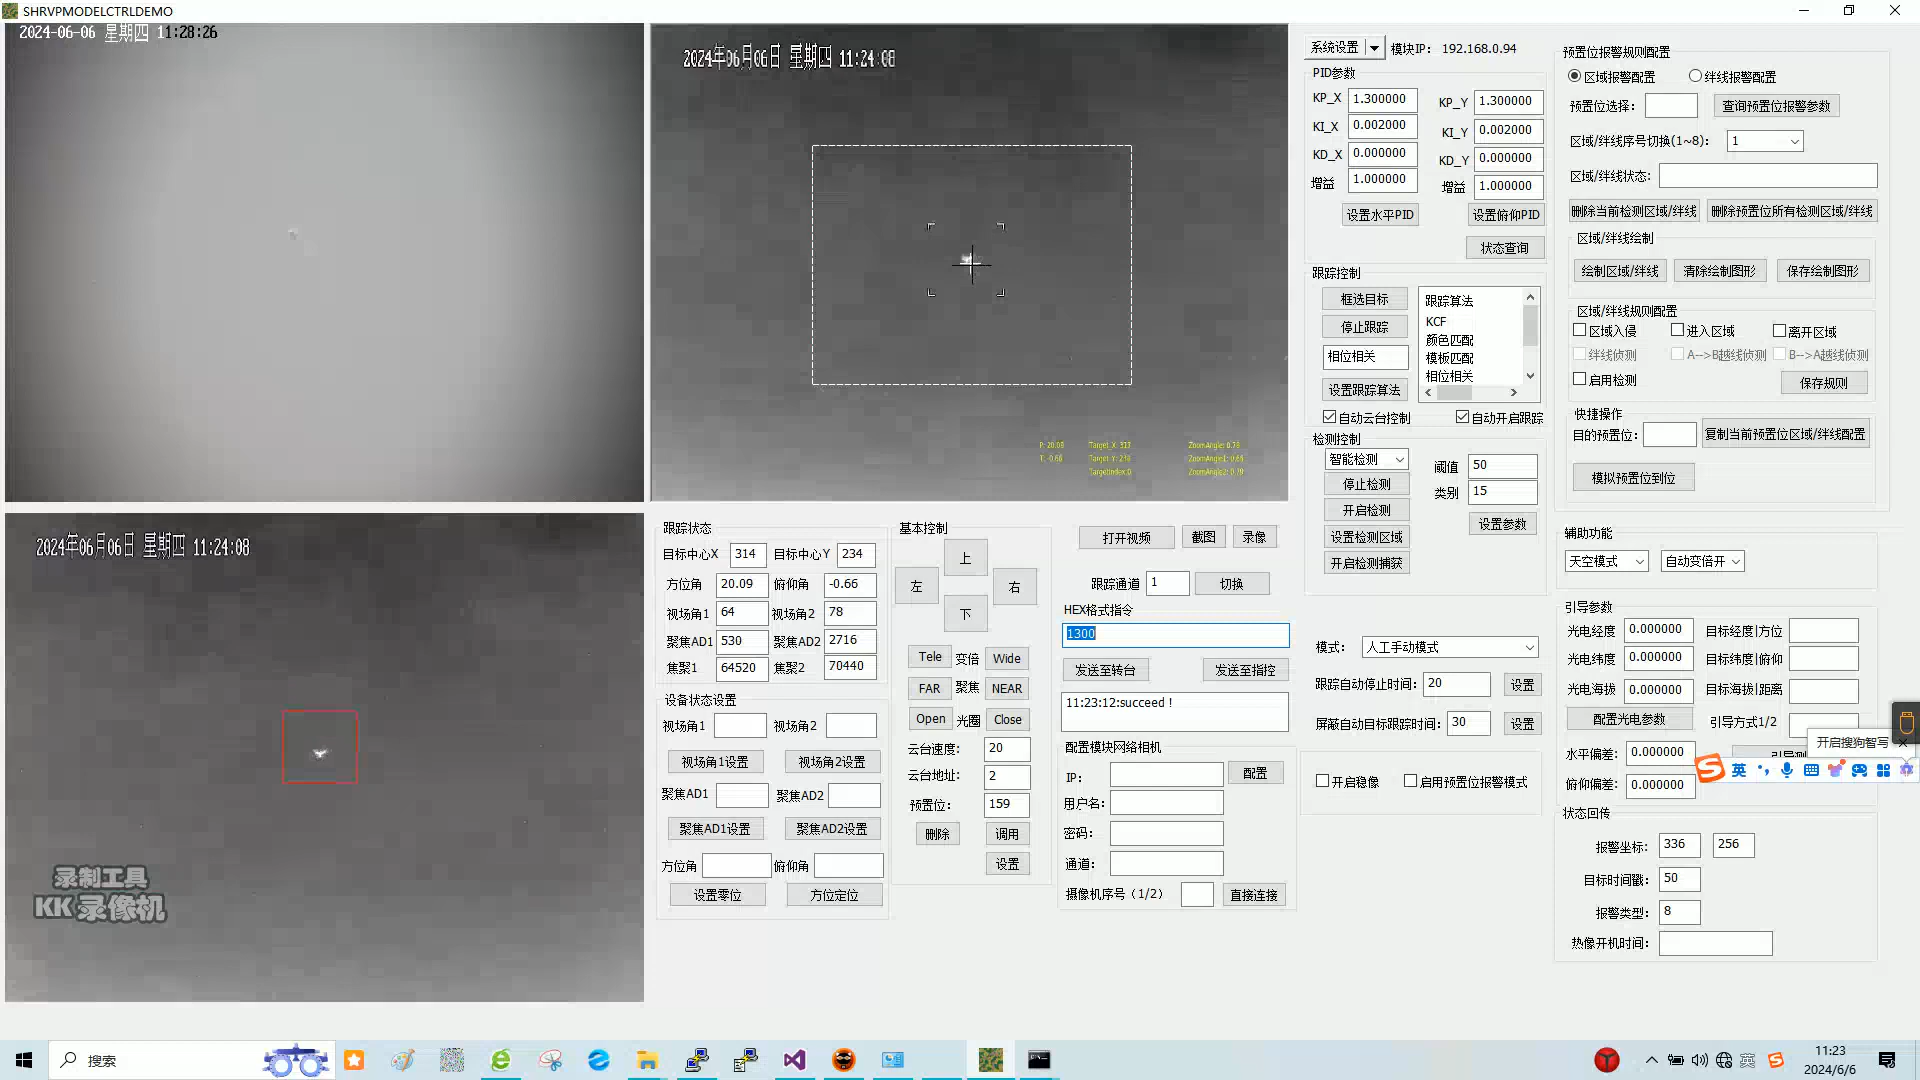 SHRVPMODELCTRLDEMO
2024-06-06 星期四 11:28:26
2024年06月06日 星期四 11:24:08
P: 20.08 Target X: 317 ZoomAngle: 0.78
Target Y: 240
TargetIndex:0
2024年06月06日 星期四 11:24:08
录制工具
KK 录像机
系统设置 模块IP: 192.168.0.94
PID参数
KP_X 1.300000 KP_Y 1.300000
KI_X 0.002000 KI_Y 0.002000
KD_X 0.000000 KD_Y 0.000000
增益 1.000000 增益 1.000000
设置水平PID 设置俯仰PID
状态查询
跟踪控制
框选目标 跟踪算法
停止跟踪 KCF
颜色匹配
相位相关 模板匹配
设置跟踪算法 相位相关
自动云台控制 自动开启跟踪
检测控制
智能检测 阈值 50
停止检测 类别 15
开启检测
设置参数
设置检测区域
开启检测捕获
预置位报警规则配置
区域报警配置 绊线报警配置
预置位选择: 查询预置位报警参数
区域/绊线序号切换(1~8): 1
区域/绊线状态:
删除当前检测区域/绊线 删除预置位所有检测区域/绊线
区域/绊线绘制
绘制区域/绊线 清除绘制图形 保存绘制图形
区域/绊线规则配置
区域入侵 进入区域 离开区域
绊线侦测 A-->B越线侦测 B-->A越线侦测
启用检测 保存规则
快捷操作
目的预置位: 复制当前预置位区域/绊线配置
模拟预置位到位
跟踪状态
目标中心X 314 目标中心Y 234
方位角 20.09 俯仰角 -0.66
视场角1 64 视场角2 78
聚焦AD1 530 聚焦AD2 2716
焦聚1 64520 焦聚2 70440
设备状态设置
视场角1 视场角2
视场角1设置 视场角2设置
聚焦AD1 聚焦AD2
聚焦AD1设置 聚焦AD2设置
方位角 俯仰角
设置零位 方位定位
基本控制
上
左 右
下
Tele 变倍 Wide
FAR 聚焦 NEAR
Open 光圈 Close
云台速度: 20
云台地址: 2
预置位: 159
删除 调用
设置
打开视频 截图 录像
跟踪通道 1 切换
HEX格式指令
1300
发送至转台 发送至指控
11:23:12:succeed !
配置模块网络相机
IP: 配置
用户名:
密码:
通道:
摄像机序号 (1/2) 直接连接
模式: 人工手动模式
跟踪自动停止时间: 20 设置
屏蔽自动目标跟踪时间: 30 设置
开启稳像 启用预置位报警模式
辅助功能
天空模式 自动变倍开
引导参数
光电经度 0.000000 目标经度|方位
光电纬度 0.000000 目标纬度|俯仰
光电海拔 0.000000 目标海拔|距离
配置光电参数 引导方式1/2
水平偏差: 0.000000
俯仰偏差: 0.000000
开启搜狗智写
英
状态回传
报警坐标: 336 256
目标时间戳: 50
报警类型: 8
热像开机时间:
搜索
英
11:23
2024/6/6